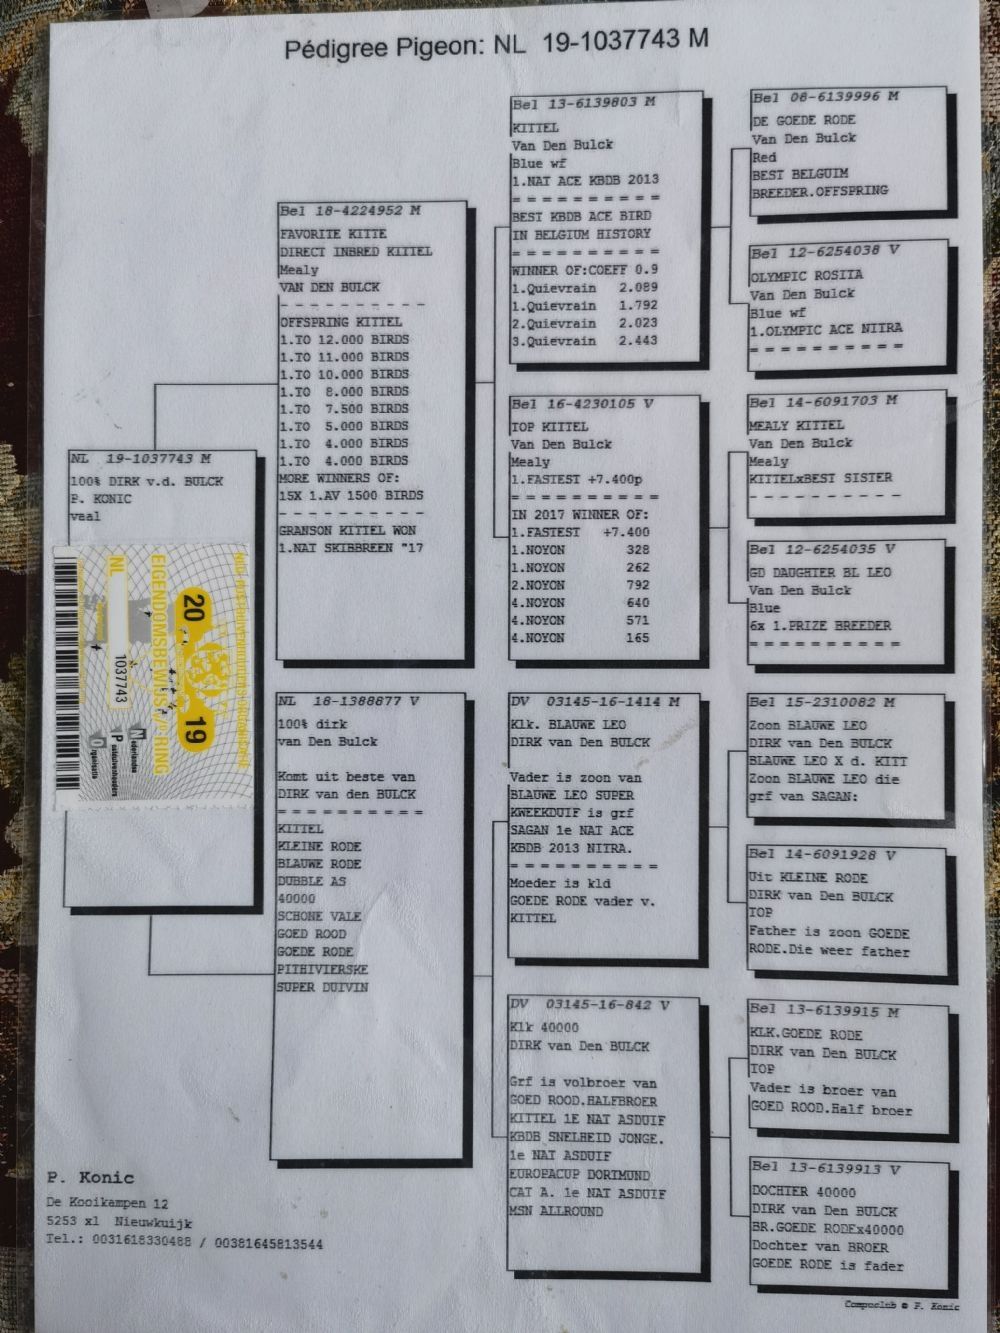 Pédigree Pigeon: NL 19-1037743 M
NL 19-1037743 M
100% DIRK v.d. BULCK
P. KONIC
vaal
20
19
EIGENDOMSBEWIJS / RING
NL
1037743
Nederlandse
Postduivenhouders
Organisatie
Bel 18-4224952 M
FAVORITE KITTE
DIRECT INBRED KITTEL
Mealy
VAN DEN BULCK
- - - - - - - - - -
OFFSPRING KITTEL
1.TO 12.000 BIRDS
1.TO 11.000 BIRDS
1.TO 10.000 BIRDS
1.TO 8.000 BIRDS
1.TO 7.500 BIRDS
1.TO 5.000 BIRDS
1.TO 4.000 BIRDS
1.TO 4.000 BIRDS
MORE WINNERS OF:
15X 1.AV 1500 BIRDS
- - - - - - - - - -
GRANSON KITTEL WON
1.NAT SKIBBREEN "17
NL 18-1388877 V
100% dirk
van Den Bulck
Komt uit beste van
DIRK van den BULCK
= = = = = = = = = =
KITTEL
KLEINE RODE
BLAUWE RODE
DUBBLE AS
40000
SCHONE VALE
GOED ROOD
GOEDE RODE
PITHIVIERSKE
SUPER DUIVIN
Bel 13-6139803 M
KITTEL
Van Den Bulck
Blue wf
1.NAT ACE KBDB 2013
= = = = = = = = = =
BEST KBDB ACE BIRD
IN BELGIUM HISTORY
= = = = = = = = = =
WINNER OF:COEFF 0.9
1.Quievrain 2.089
1.Quievrain 1.792
2.Quievrain 2.023
3.Quievrain 2.443
Bel 16-4230105 V
TOP KITTEL
Van Den Bulck
Mealy
1.FASTEST +7.400p
= = = = = = = = = =
IN 2017 WINNER OF:
1.FASTEST +7.400
1.NOYON 328
1.NOYON 262
2.NOYON 792
4.NOYON 640
4.NOYON 571
4.NOYON 165
DV 03145-16-1414 M
Klk. BLAUWE LEO
DIRK van Den BULCK
Vader is zoon van
BLAUWE LEO SUPER
KWEEKDUIF is grf
SAGAN 1e NAT ACE
KBDB 2013 NITRA.
= = = = = = = = = =
Moeder is kld
GOEDE RODE vader v.
KITTEL
DV 03145-16-842 V
Klk 40000
DIRK van Den BULCK
Grf is volbroer van
GOED ROOD.HALFBROER
KITTEL 1E NAT ASDUIF
KBDB SNELHEID JONGE.
1e NAT ASDUIF
EUROPACUP DORTMUND
CAT A. 1e NAT ASDUIF
MSN ALLROUND
Bel 08-6139996 M
DE GOEDE RODE
Van Den Bulck
Red
BEST BELGUIM
BREEDER.OFFSPRING
Bel 12-6254038 V
OLYMPIC ROSITA
Van Den Bulck
Blue wf
1.OLYMPIC ACE NITRA
= = = = = = = = = =
Bel 14-6091703 M
MEALY KITTEL
Van Den Bulck
Mealy
KITTELxBEST SISTER
- - - - - - - - - -
Bel 12-6254035 V
GD DAUGHTER BL LEO
Van Den Bulck
Blue
6x 1.PRIZE BREEDER
= = = = = = = = = =
Bel 15-2310082 M
Zoon BLAUWE LEO
DIRK van Den BULCK
BLAUWE LEO X d. KITT
Zoon BLAUWE LEO die
grf van SAGAN:
Bel 14-6091928 V
Uit KLEINE RODE
DIRK van Den BULCK
TOP
Father is zoon GOEDE
RODE.Die weer father
Bel 13-6139915 M
KLK.GOEDE RODE
DIRK van Den BULCK
TOP
Vader is broer van
GOED ROOD.Half broer
Bel 13-6139913 V
DOCHTER 40000
DIRK van Den BULCK
BR.GOEDE RODEx40000
Dochter van BROER
GOEDE RODE is fader
P. Konic
De Kooikampen 12
5253 xl Nieuwkuijk
Tel.: 0031618330488 / 00381645813544
Compuclub © P. Konic